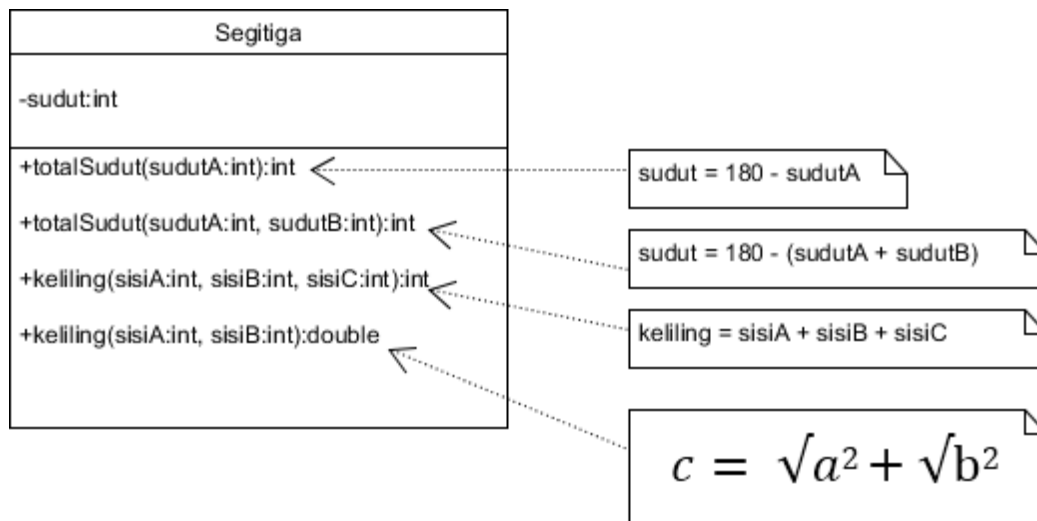 Segitiga
-sudut:int
+totalSudut(sudutA:int):int
+totalSudut(sudutA:int, sudutB:int):int
+keliling(sisiA:int, sisiB:int, sisiC:int):int
+keliling(sisiA:int, sisiB:int):double
sudut = 180 - sudutA
sudut = 180 - (sudutA + sudutB)
keliling = sisiA + sisiB + sisiC
c = √a² + √b²